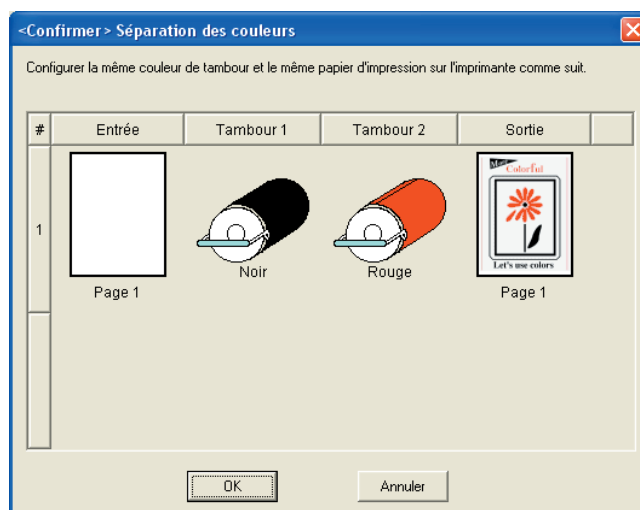 <Confirmer> Séparation des couleurs
Configurer la même couleur de tambour et le même papier d'impression sur l'imprimante comme suit.
# Entrée Tambour 1 Tambour 2 Sortie
1
Colorful
Let's use colors
Noir Rouge
Page 1 Page 1
OK Annuler